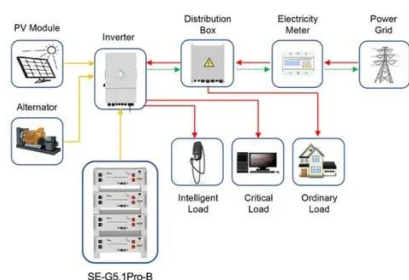 PV Module
Inverter
Distribution
Box
Electricity
Meter
Power
Grid
Alternator
Intelligent
Load
Critical
Load
Ordinary
Load
SE-G5.1Pro-B